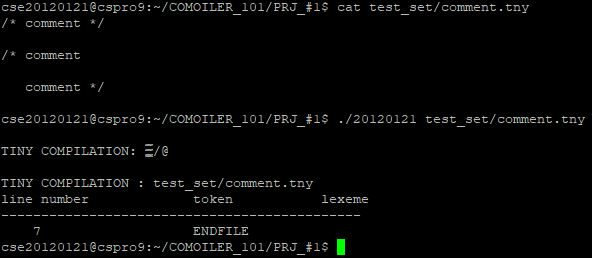 cse20120121@cspro9:~/COMOILER_101/PRJ_#1$ cat test_set/comment.tny
/* comment */
/* comment
comment */
cse20120121@cspro9:~/COMOILER_101/PRJ_#1$ ./20120121 test_set/comment.tny
TINY COMPILATION: /@
TINY COMPILATION : test_set/comment.tny
line number token lexeme
---------------------------------------------
7 ENDFILE
cse20120121@cspro9:~/COMOILER_101/PRJ_#1$